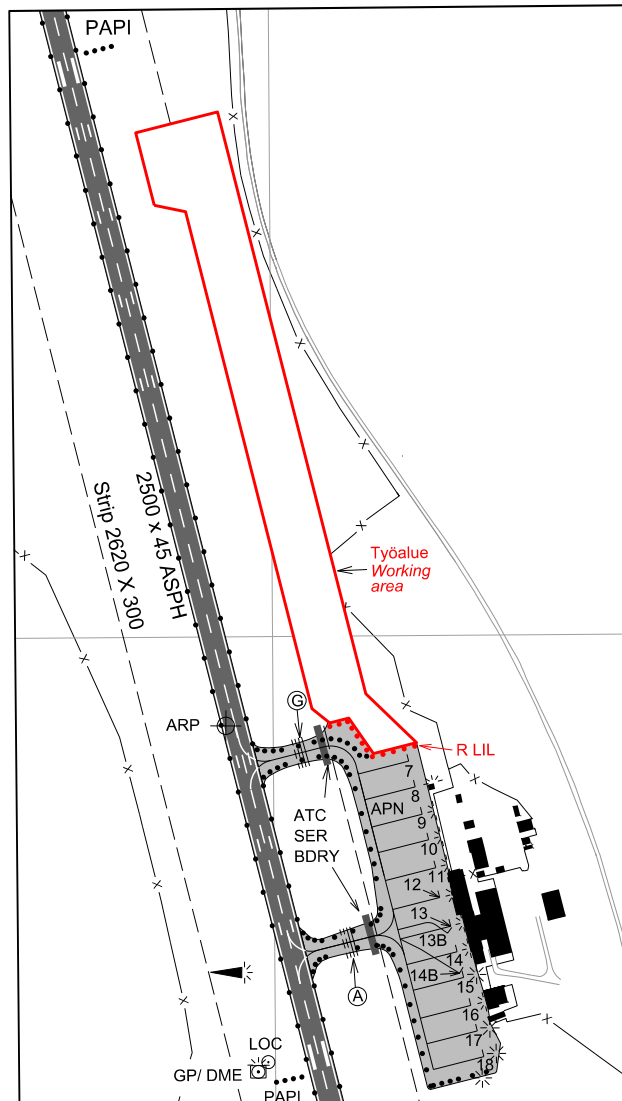 PAPI
2500 x 45 ASPH
Strip 2620 X 300
Työalue
Working
area
G
ARP
R LIL
7
8
APN
ATC
SER
BDRY
9
10
11
12
13
13B
14
14B
15
A
16
17
LOC
GP/ DME
18
PAPI